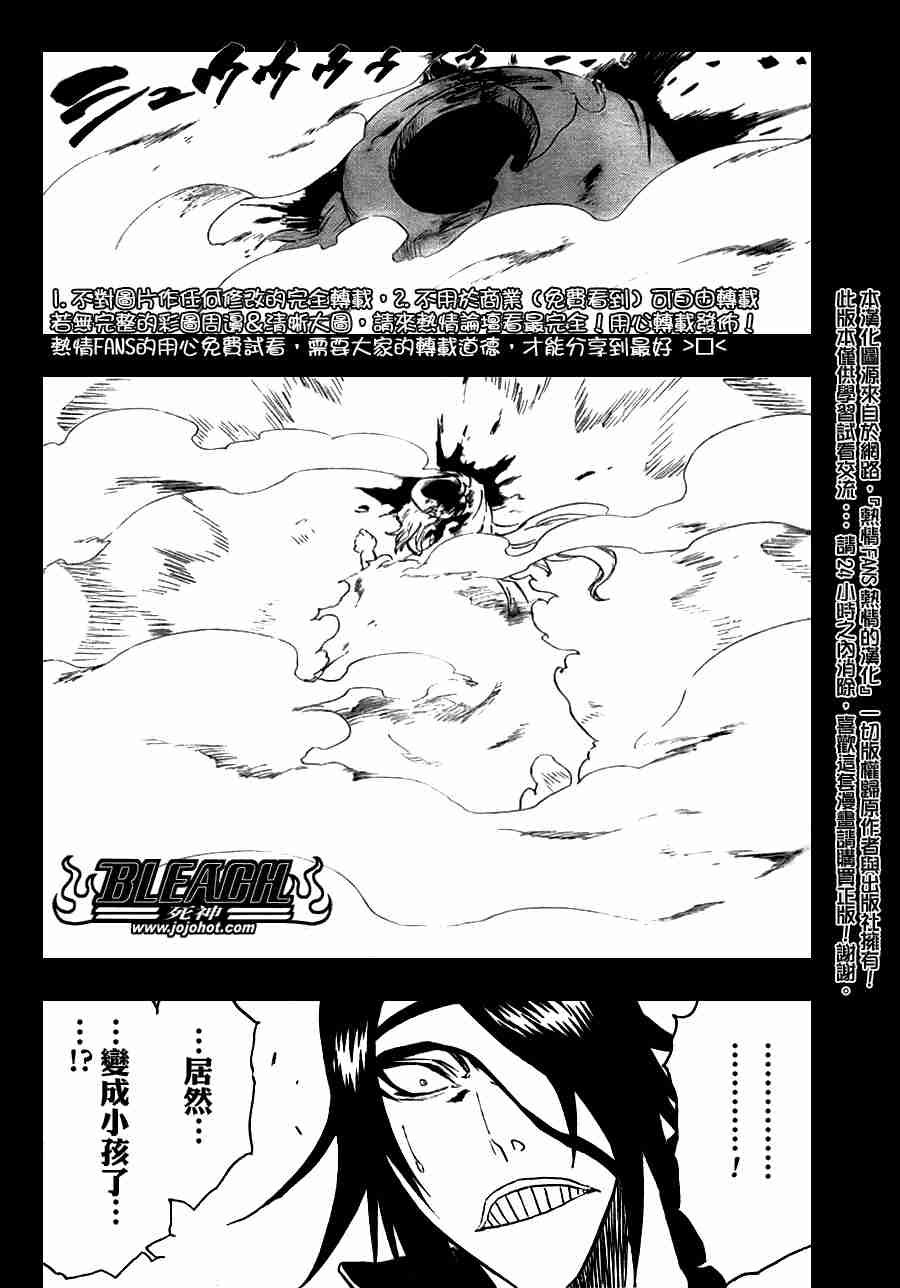 シュウウウウウウ
1. 不對圖片作任何修改的完全轉載，2. 不用於商業（免費看到）可自由轉載
若無完整的彩圖周邊&清晰大圖，請來熱情論壇看最完全！用心轉載發佈！
熱情FANS的用心免費試看，需要大家的轉載道德，才能分享到最好 >□<
本漢化圖源來自於網路，『熱情FANS熱情的漢化』一切版權歸原作者與出版社擁有！
此版本僅供學習試看交流‥‥請24小時之內消除，喜歡這套漫畫請購買正版！謝謝。
BLEACH
死神
www.jojohot.com
…………
…………！
…居然…
…變成小孩了…
…!?